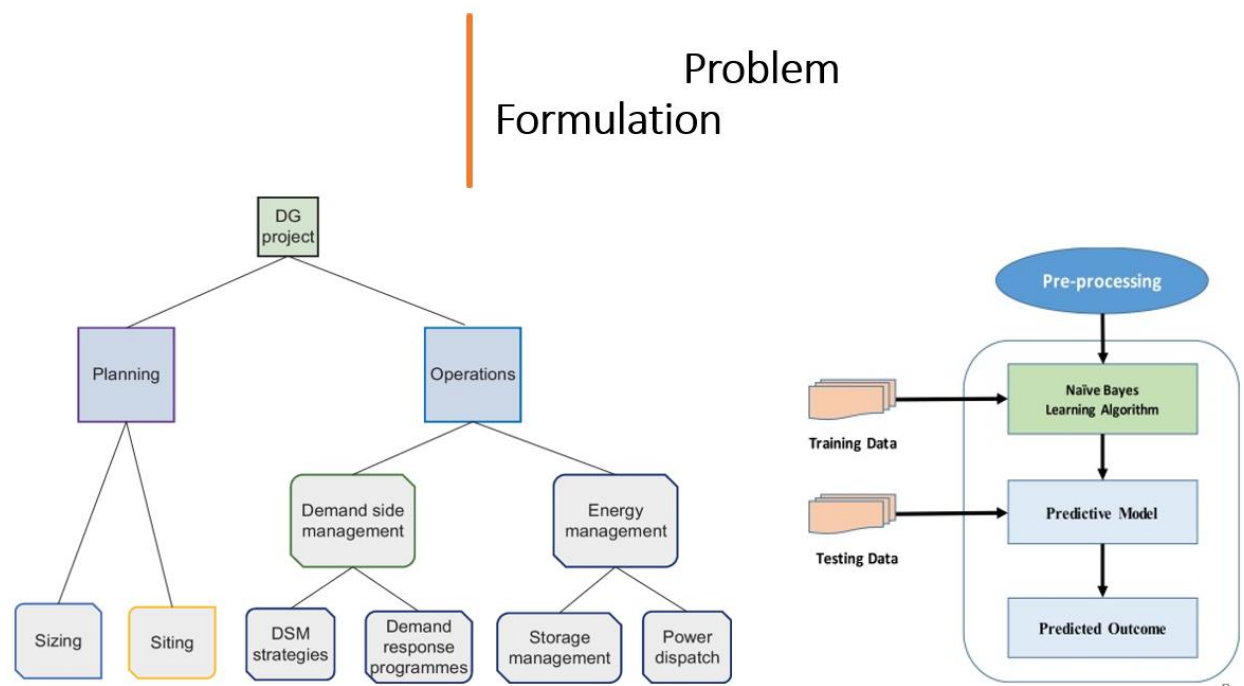 Problem
Formulation
DG
project
Planning
Operations
Demand side
management
Energy
management
Sizing
Siting
DSM
strategies
Demand
response
programmes
Storage
management
Power
dispatch
Pre-processing
Naïve Bayes
Learning Algorithm
Training Data
Predictive Model
Testing Data
Predicted Outcome